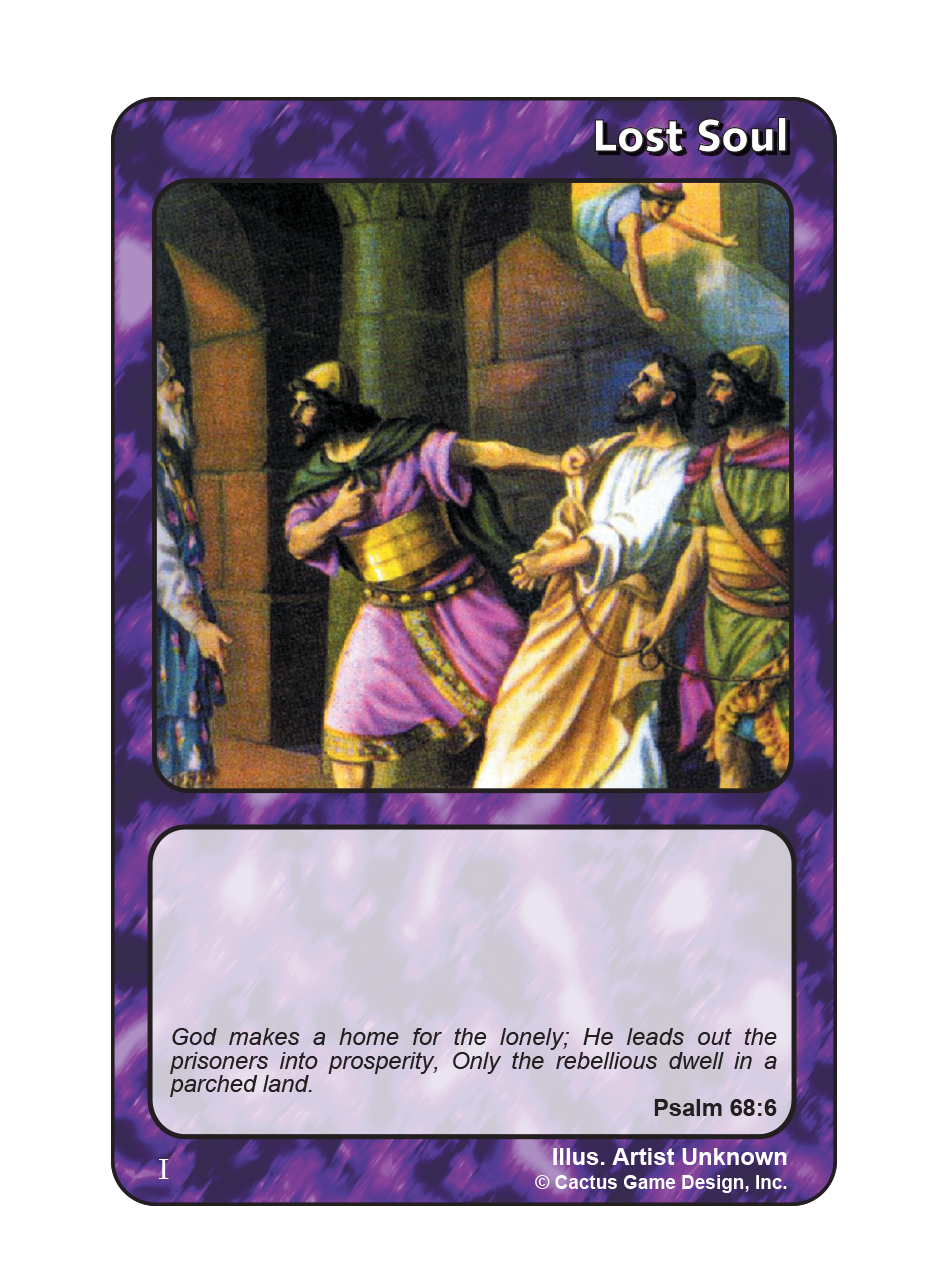 Lost Soul
God makes a home for the lonely; He leads out the
prisoners into prosperity, Only the rebellious dwell in a
parched land.
Psalm 68:6
I
Illus. Artist Unknown
© Cactus Game Design, Inc.